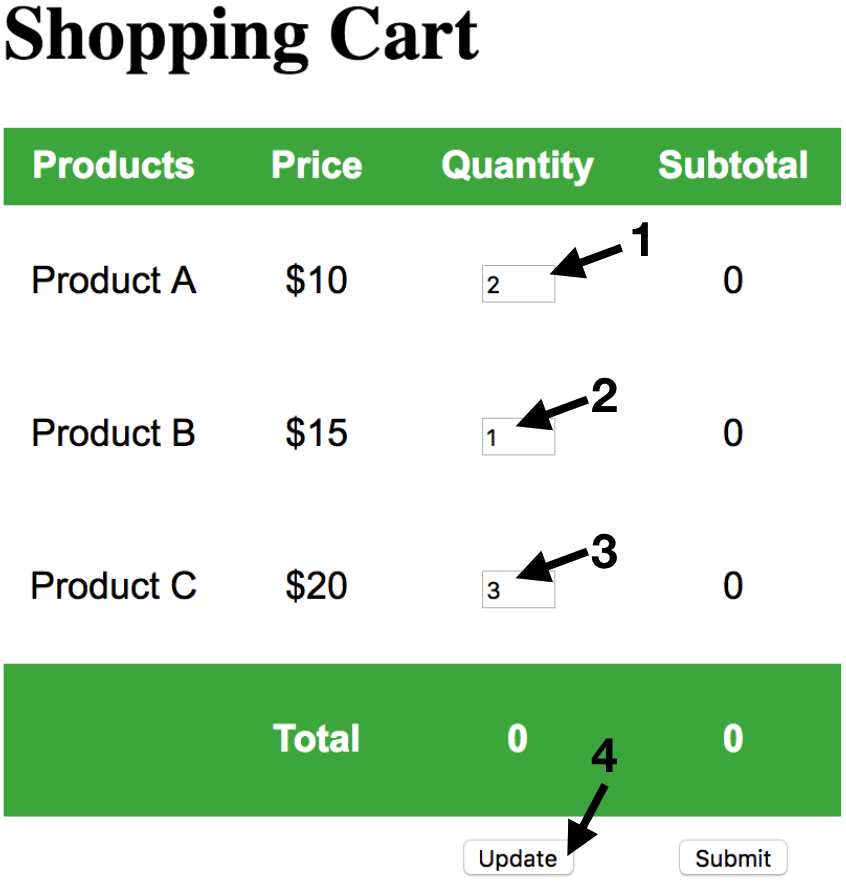 Shopping Cart
Products Price Quantity Subtotal
1
Product A $10 2 0
2
Product B $15 1 0
3
Product C $20 3 0
Total 0 0
4
Update Submit